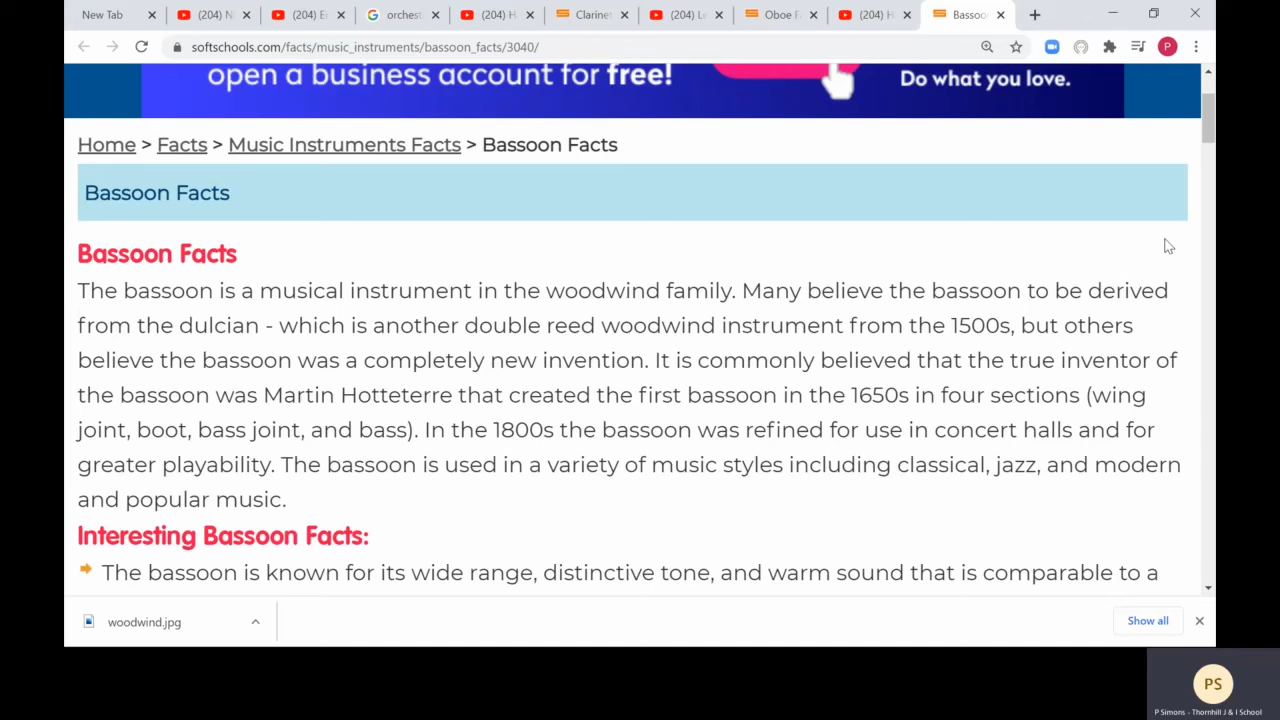 New Tab (204) N (204) E orchest (204) H Clarine (204) L Oboe F (204) H Bassoo
softschools.com/facts/music_instruments/bassoon_facts/3040/ P
open a business account for free! Do what you love.
Home > Facts > Music Instruments Facts > Bassoon Facts
Bassoon Facts
Bassoon Facts
The bassoon is a musical instrument in the woodwind family. Many believe the bassoon to be derived
from the dulcian - which is another double reed woodwind instrument from the 1500s, but others
believe the bassoon was a completely new invention. It is commonly believed that the true inventor of
the bassoon was Martin Hotteterre that created the first bassoon in the 1650s in four sections (wing
joint, boot, bass joint, and bass). In the 1800s the bassoon was refined for use in concert halls and for
greater playability. The bassoon is used in a variety of music styles including classical, jazz, and modern
and popular music.
Interesting Bassoon Facts:
The bassoon is known for its wide range, distinctive tone, and warm sound that is comparable to a
woodwind.jpg Show all
PS
P Simons - Thornhill J & I School